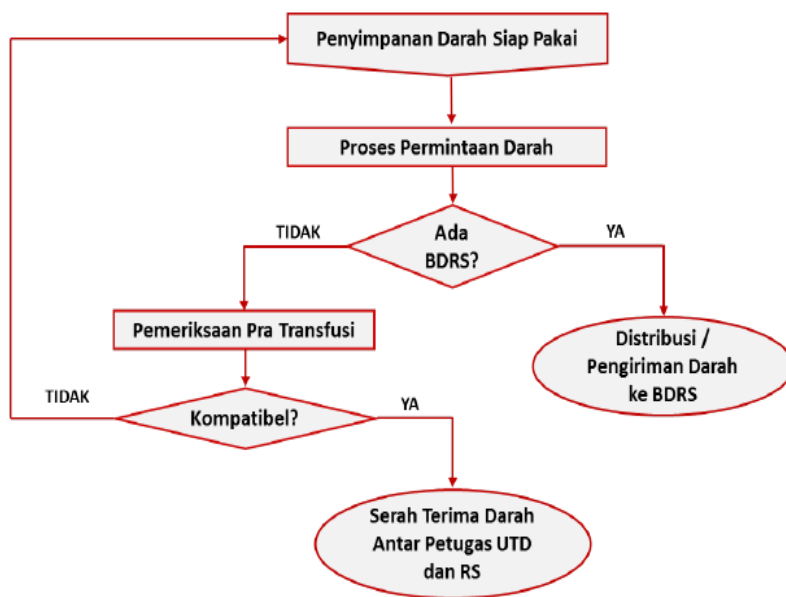 Penyimpanan Darah Siap Pakai
Proses Permintaan Darah
TIDAK
Ada
BDRS?
YA
Pemeriksaan Pra Transfusi
Distribusi /
Pengiriman Darah
ke BDRS
TIDAK
Kompatibel?
YA
Serah Terima Darah
Antar Petugas UTD
dan RS